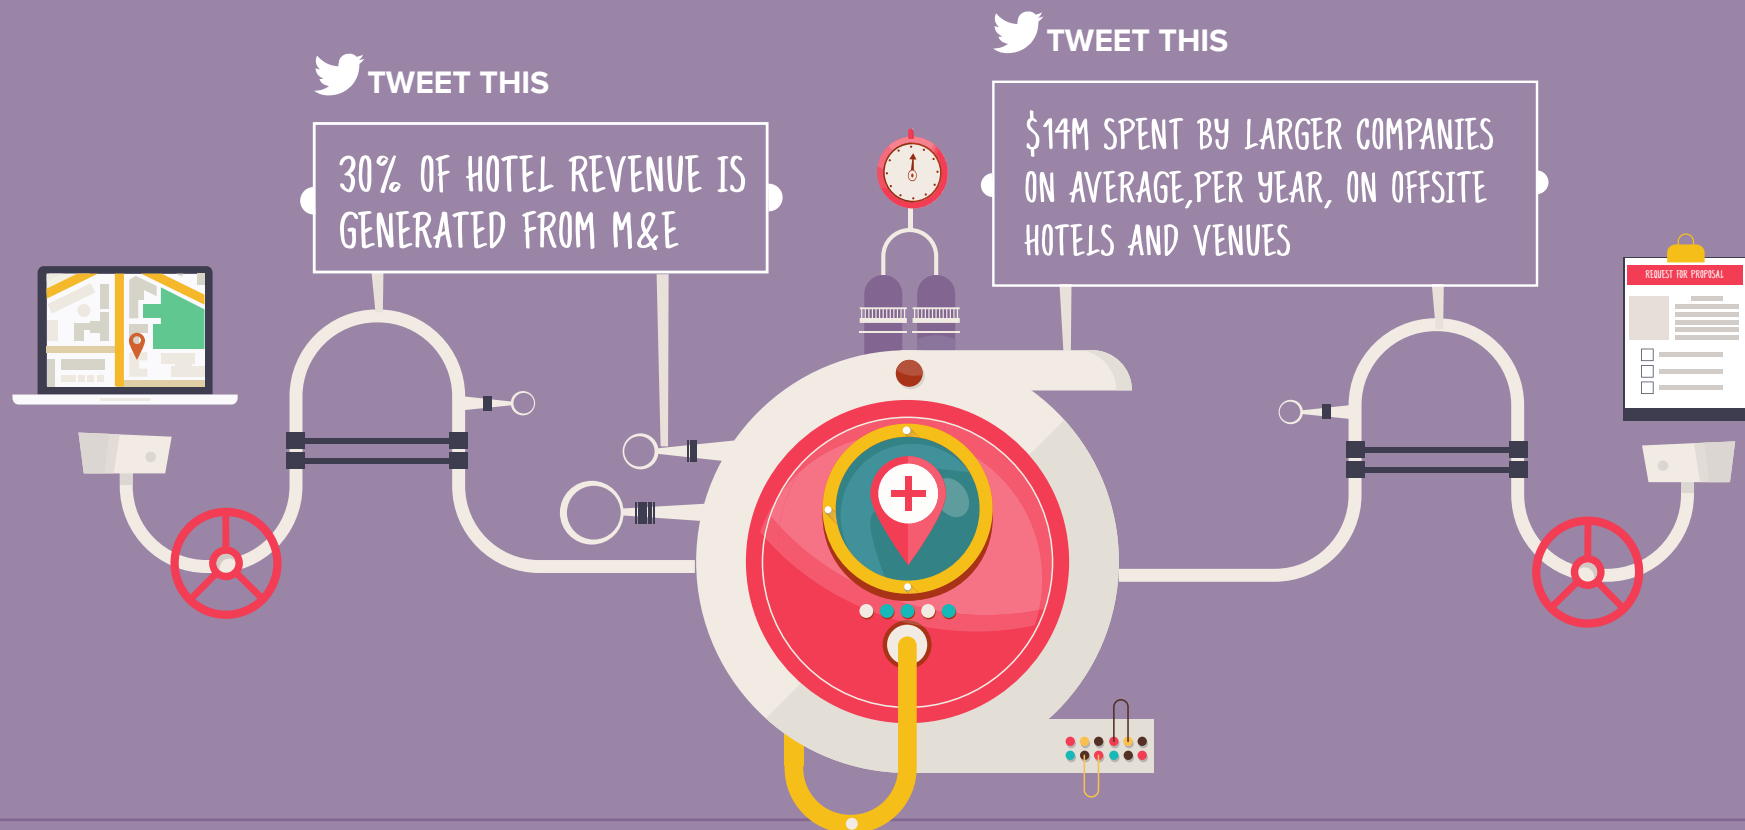 TWEET THIS
30% OF HOTEL REVENUE IS
GENERATED FROM M&E
TWEET THIS
$14M SPENT BY LARGER COMPANIES
ON AVERAGE,PER YEAR, ON OFFSITE
HOTELS AND VENUES
REQUEST FOR PROPOSAL